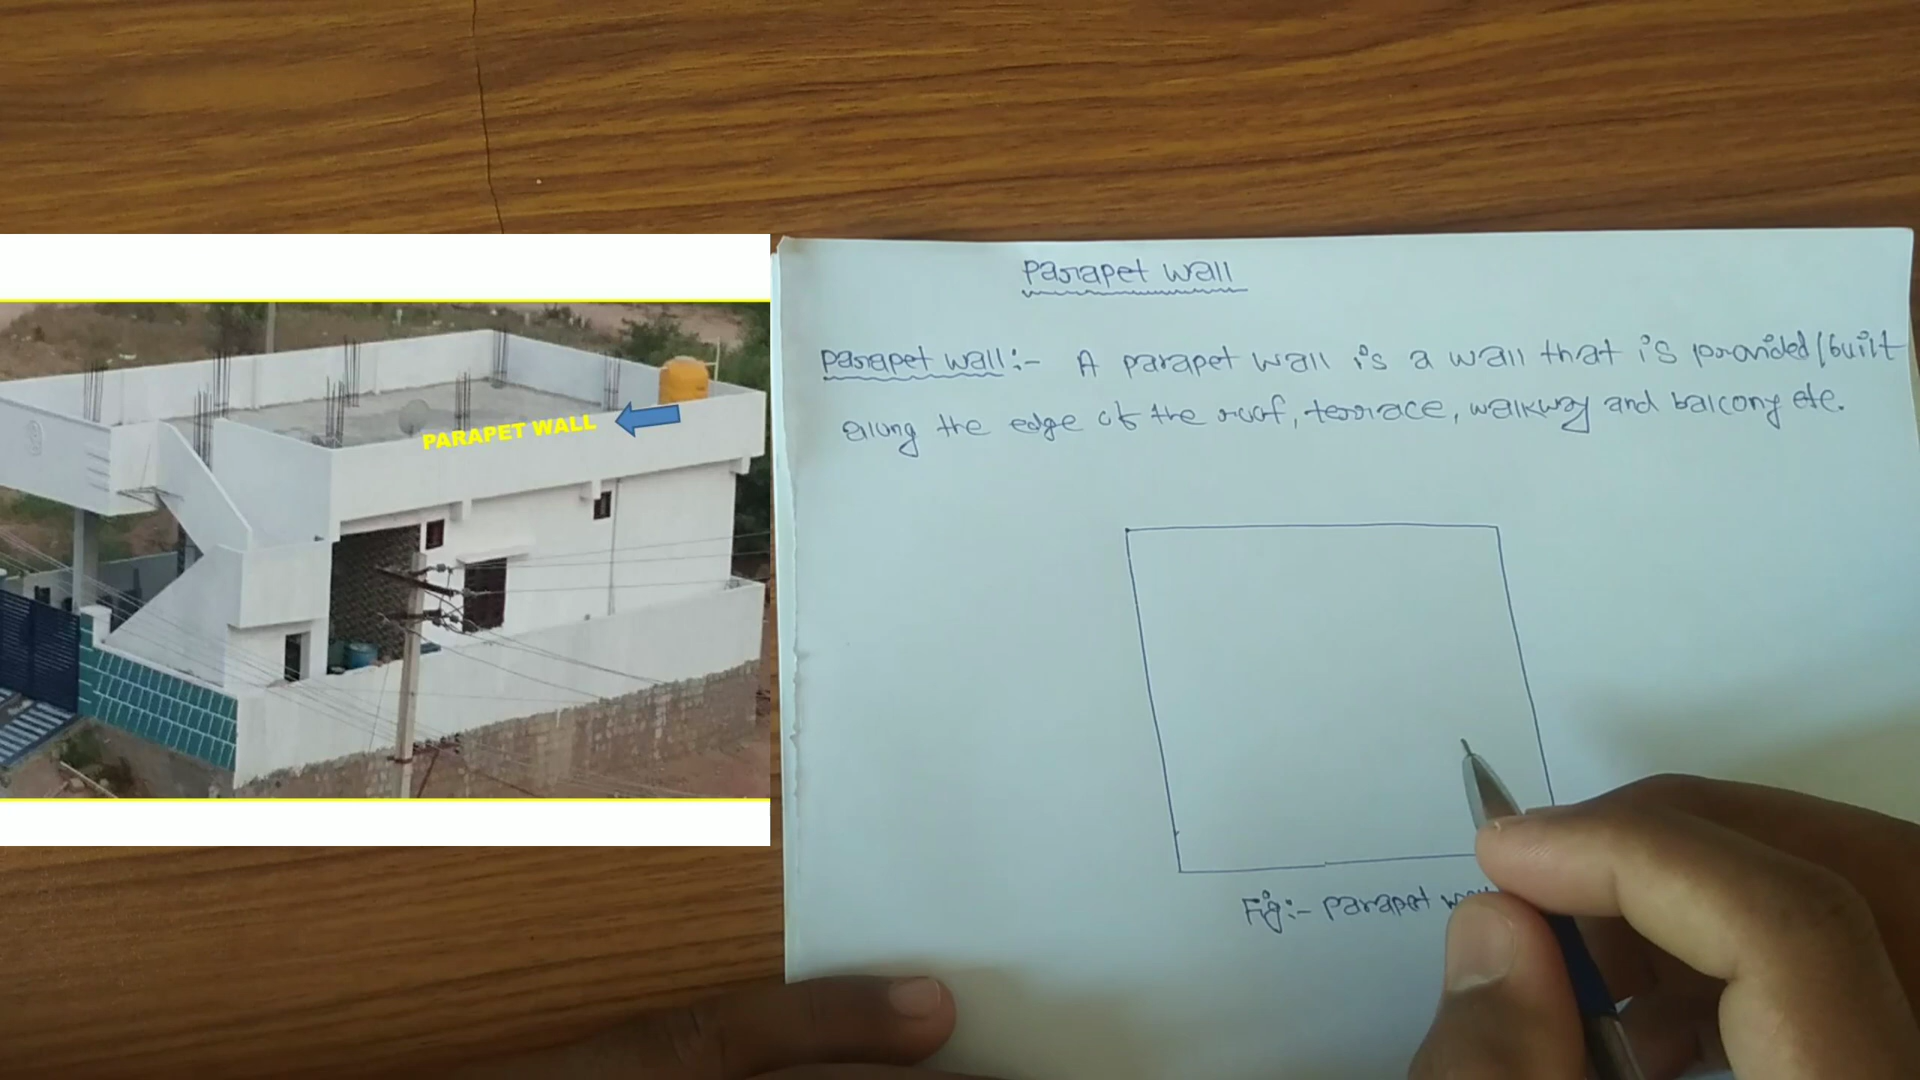 PARAPET WALL
Parapet wall
Parapet wall:- A parapet wall is a wall that is provided/built
along the edge of the roof, terrace, walkway and balcony etc.
Fig:- Parapet